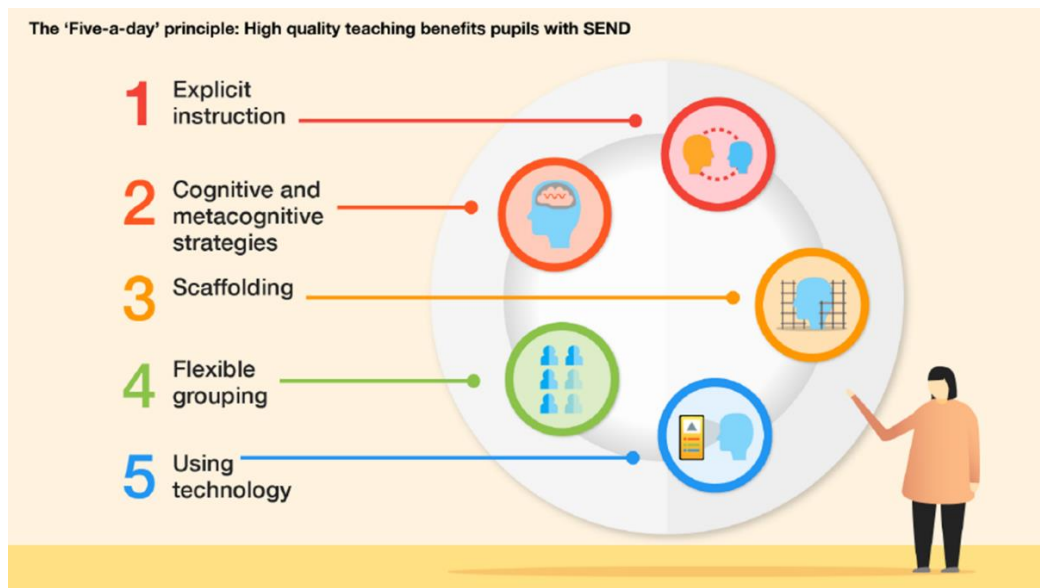 The ‘Five-a-day’ principle: High quality teaching benefits pupils with SEND
1 Explicit
instruction
2 Cognitive and
metacognitive
strategies
3 Scaffolding
4 Flexible
grouping
5 Using
technology